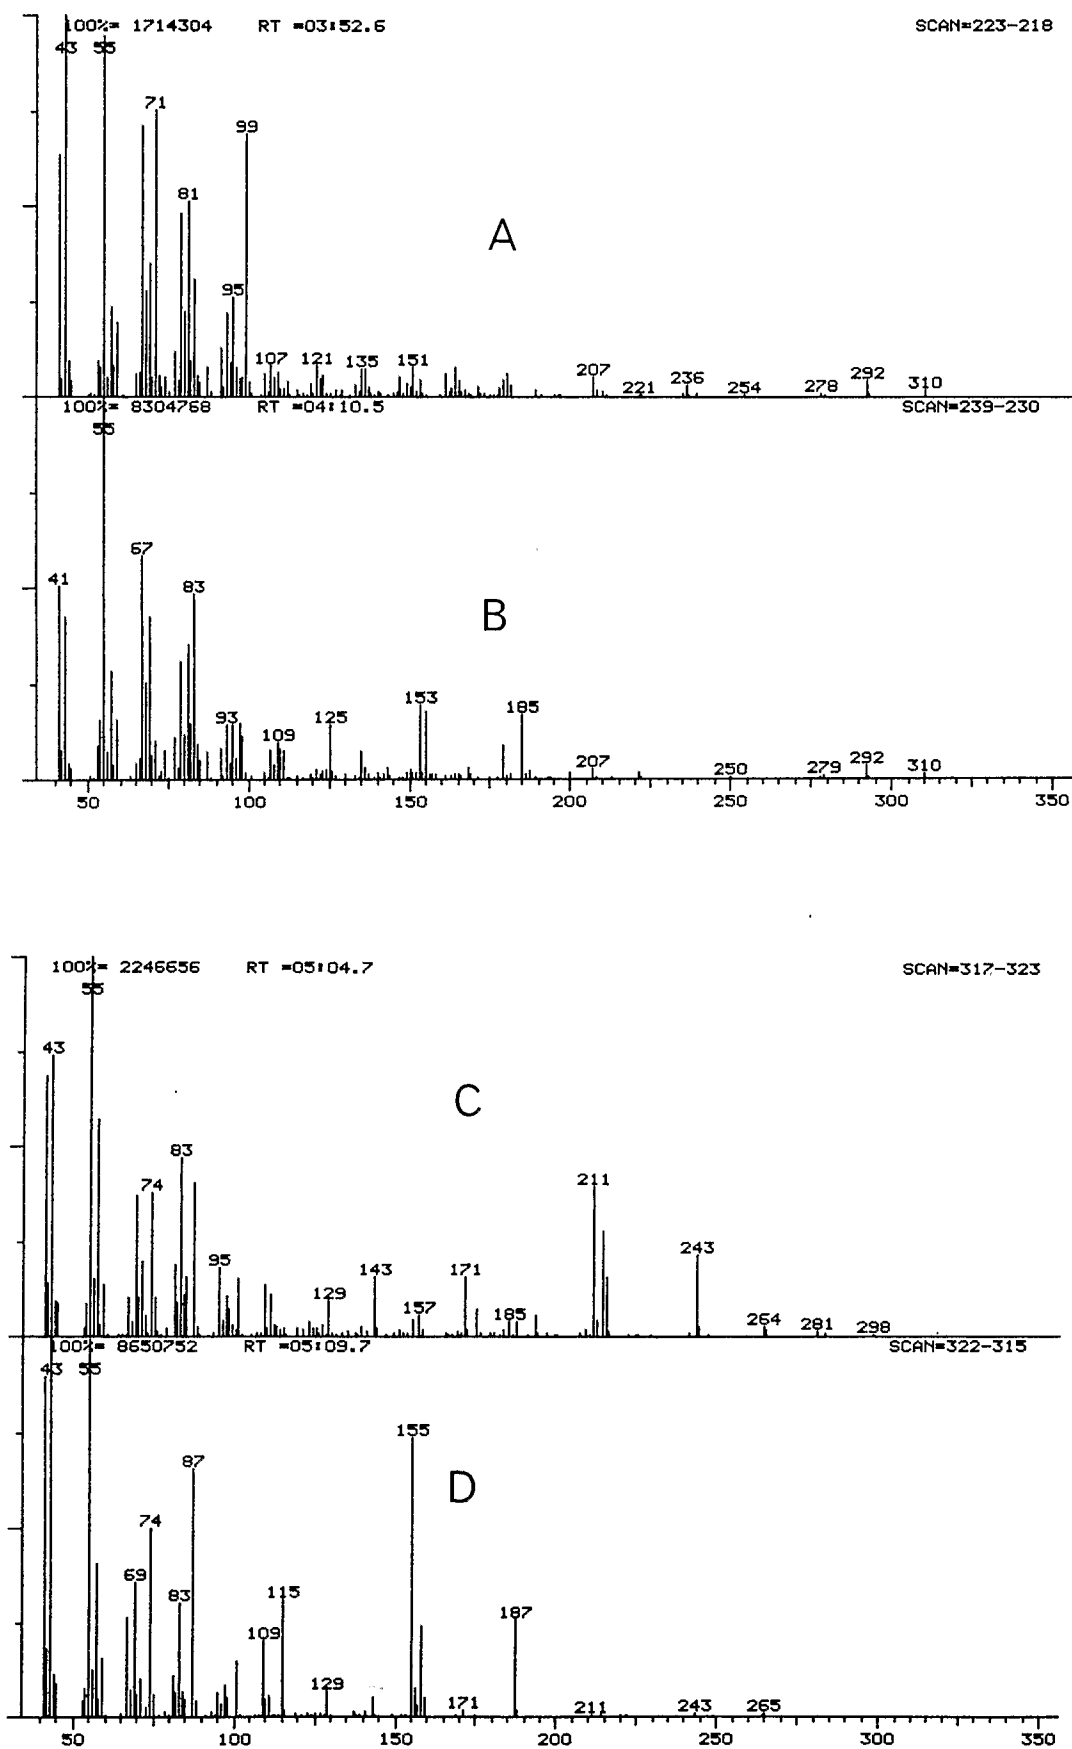 100%= 1714304 RT =03:52.6 SCAN=223-218
43 55
71
99
81
A
95
107 121 135 151 207 221 236 254 278 292 310
100%= 8304768 RT =04:10.5 SCAN=239-230
55
67
41 83
B
93 109 125 153 185 207 250 279 292 310
50 100 150 200 250 300 350
100%= 2246656 RT =05:04.7 SCAN=317-323
55
43
C
83
74 211
95 129 143 157 171 185 243 264 281 298
100%= 8650752 RT =05:09.7 SCAN=322-315
43 55
155
87
D
74
69 83 115
109 187
129 171 211 243 265
50 100 150 200 250 300 350